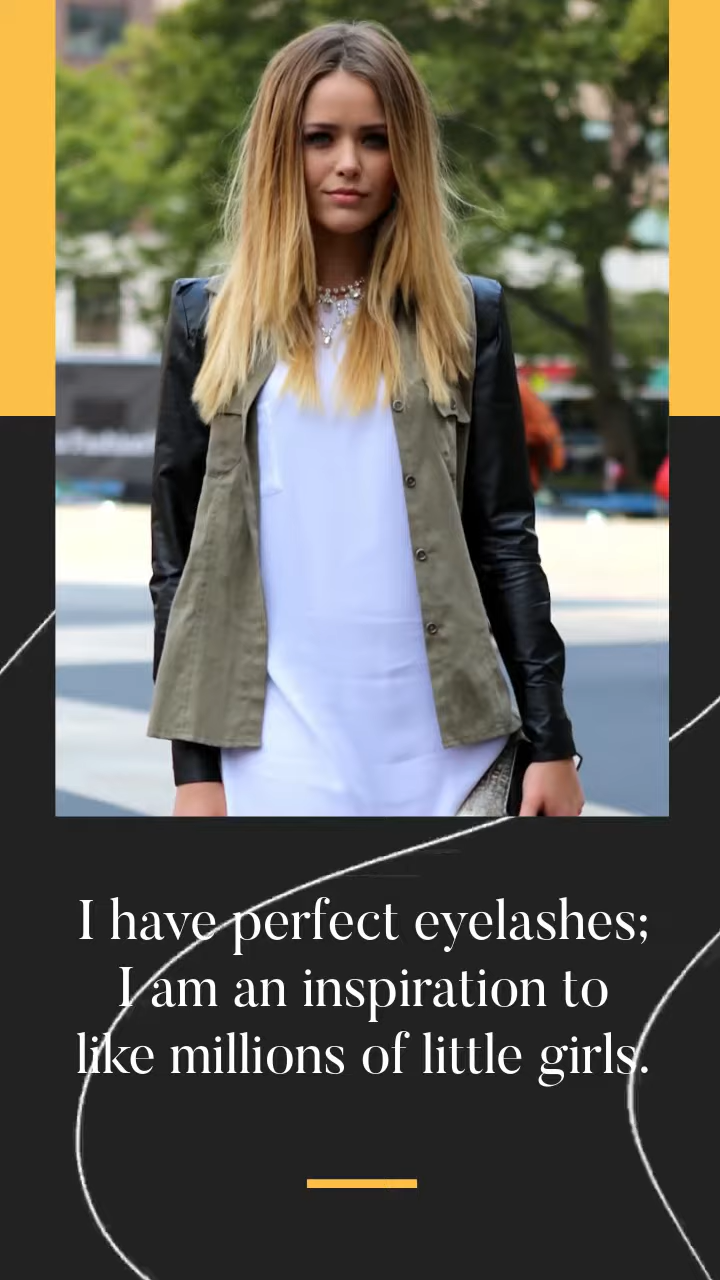 I have perfect eyelashes;
I am an inspiration to
like millions of little girls.